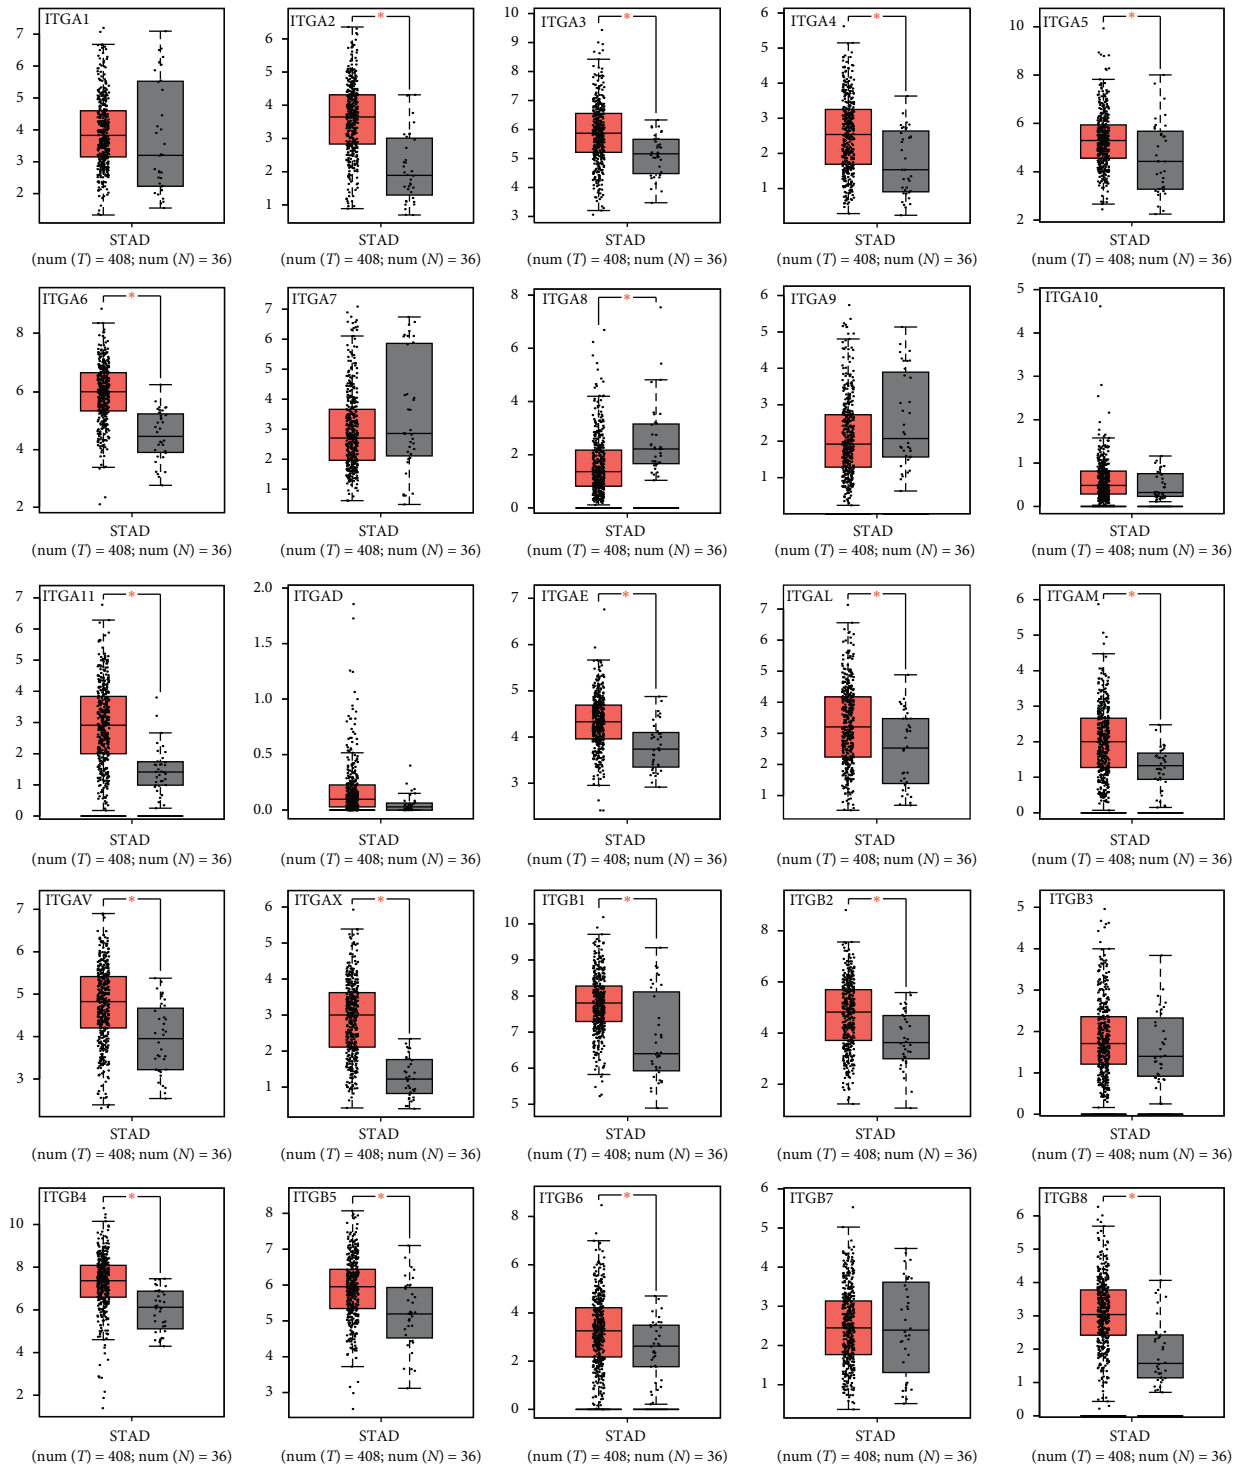 ITGA1
7
6
5
4
3
2
STAD
(num (T) = 408; num (N) = 36)
ITGA2
*
6
5
4
3
2
1
STAD
(num (T) = 408; num (N) = 36)
ITGA3
*
10
9
8
7
6
5
4
3
STAD
(num (T) = 408; num (N) = 36)
ITGA4
*
6
5
4
3
2
1
STAD
(num (T) = 408; num (N) = 36)
ITGA5
*
10
8
6
4
2
STAD
(num (T) = 408; num (N) = 36)
ITGA6
*
8
6
4
2
STAD
(num (T) = 408; num (N) = 36)
ITGA7
7
6
5
4
3
2
1
STAD
(num (T) = 408; num (N) = 36)
ITGA8
*
8
6
4
2
0
STAD
(num (T) = 408; num (N) = 36)
ITGA9
6
5
4
3
2
1
STAD
(num (T) = 408; num (N) = 36)
ITGA10
5
4
3
2
1
0
STAD
(num (T) = 408; num (N) = 36)
ITGA11
*
7
6
5
4
3
2
1
0
STAD
(num (T) = 408; num (N) = 36)
ITGAD
2.0
1.5
1.0
0.5
0.0
STAD
(num (T) = 408; num (N) = 36)
ITGAE
*
7
6
5
4
3
STAD
(num (T) = 408; num (N) = 36)
ITGAL
*
7
6
5
4
3
2
1
STAD
(num (T) = 408; num (N) = 36)
ITGAM
*
6
5
4
3
2
1
0
STAD
(num (T) = 408; num (N) = 36)
ITGAV
*
7
6
5
4
3
STAD
(num (T) = 408; num (N) = 36)
ITGAX
*
6
5
4
3
2
1
STAD
(num (T) = 408; num (N) = 36)
ITGB1
*
10
9
8
7
6
5
STAD
(num (T) = 408; num (N) = 36)
ITGB2
*
8
6
4
2
STAD
(num (T) = 408; num (N) = 36)
ITGB3
5
4
3
2
1
0
STAD
(num (T) = 408; num (N) = 36)
ITGB4
*
10
8
6
4
2
STAD
(num (T) = 408; num (N) = 36)
ITGB5
*
8
7
6
5
4
3
STAD
(num (T) = 408; num (N) = 36)
ITGB6
*
8
6
4
2
0
STAD
(num (T) = 408; num (N) = 36)
ITGB7
6
5
4
3
2
1
STAD
(num (T) = 408; num (N) = 36)
ITGB8
*
6
5
4
3
2
1
0
STAD
(num (T) = 408; num (N) = 36)